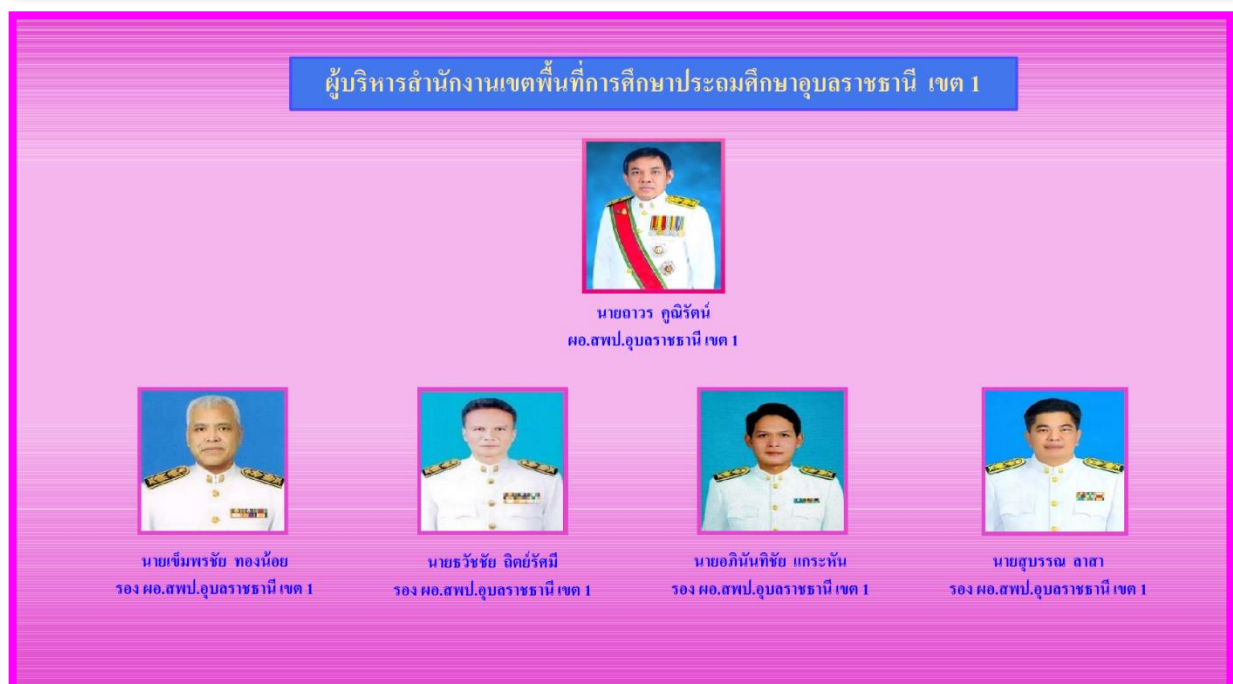 ผู้บริหารสำนักงานเขตพื้นที่การศึกษาประถมศึกษาอุบลราชธานี เขต 1
นายถาวร คูณิรัตน์
ผอ.สพป.อุบลราชธานี เขต 1
นายเข็มพรชัย ทองน้อย
รอง ผอ.สพป.อุบลราชธานี เขต 1
นายธวัชชัย ถิตย์รัศมี
รอง ผอ.สพป.อุบลราชธานี เขต 1
นายอภินันทิชัย แกระหัน
รอง ผอ.สพป.อุบลราชธานี เขต 1
นายสุบรรณ ลาสา
รอง ผอ.สพป.อุบลราชธานี เขต 1